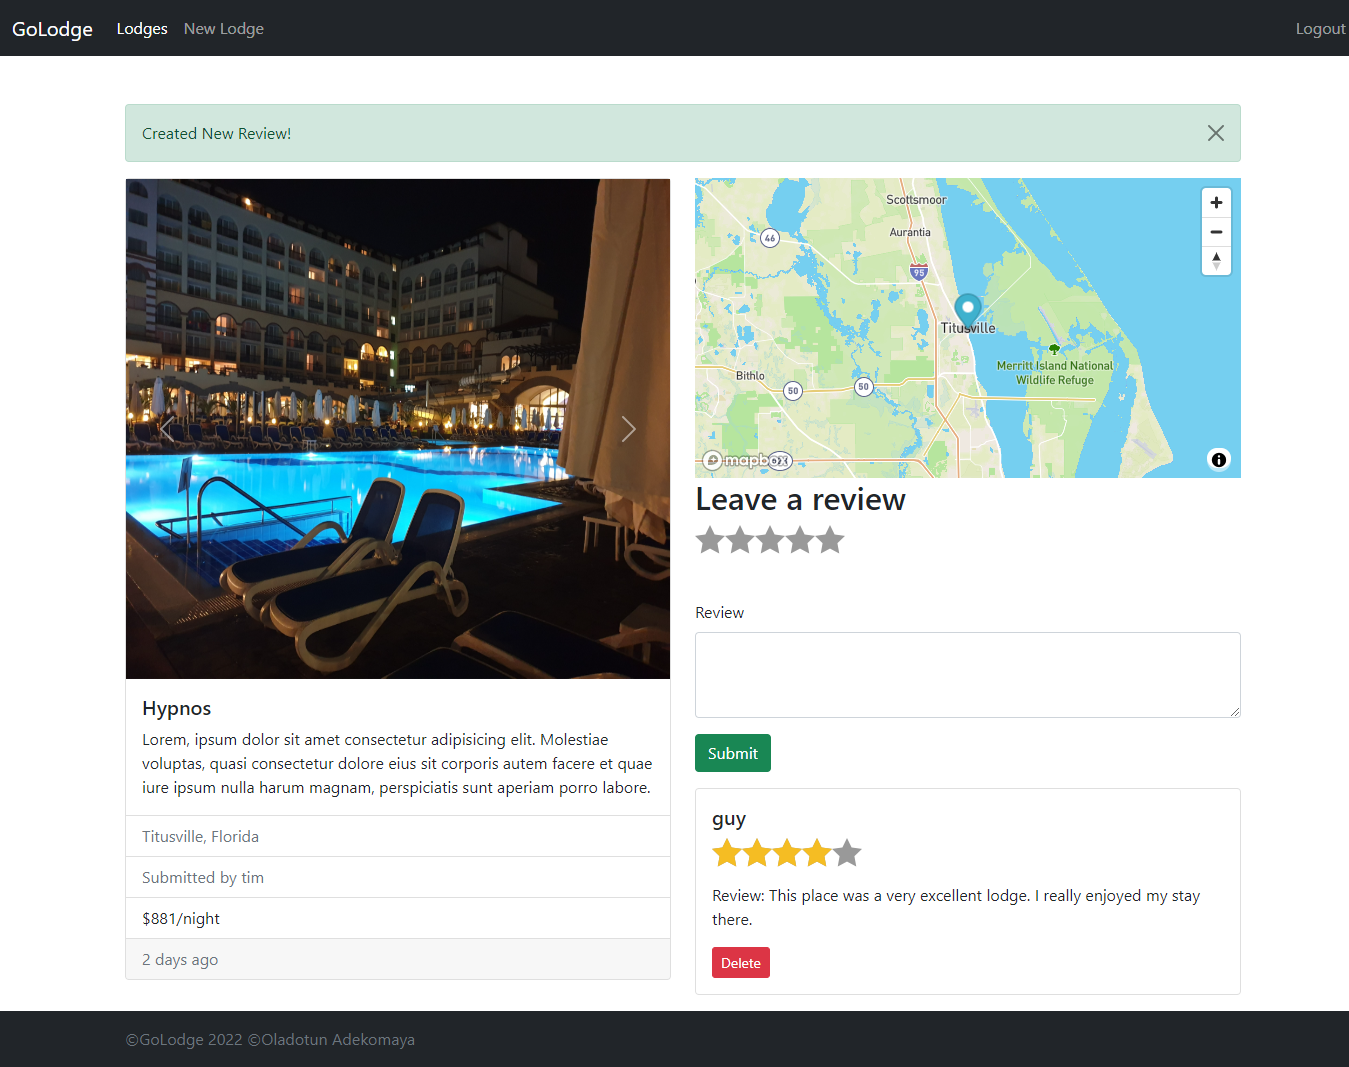 GoLodge Lodges New Lodge Logout
Created New Review!
Scottsmoor
Aurantia
46
95
Titusville
Merritt Island National
Wildlife Refuge
Bithlo
50
50
mapbox
Leave a review
Review
Submit
Hypnos
Lorem, ipsum dolor sit amet consectetur adipisicing elit. Molestiae
voluptas, quasi consectetur dolore eius sit corporis autem facere et quae
iure ipsum nulla harum magnam, perspiciatis sunt aperiam porro labore.
Titusville, Florida
Submitted by tim
$881/night
2 days ago
guy
Review: This place was a very excellent lodge. I really enjoyed my stay
there.
Delete
©GoLodge 2022 ©Oladotun Adekomaya